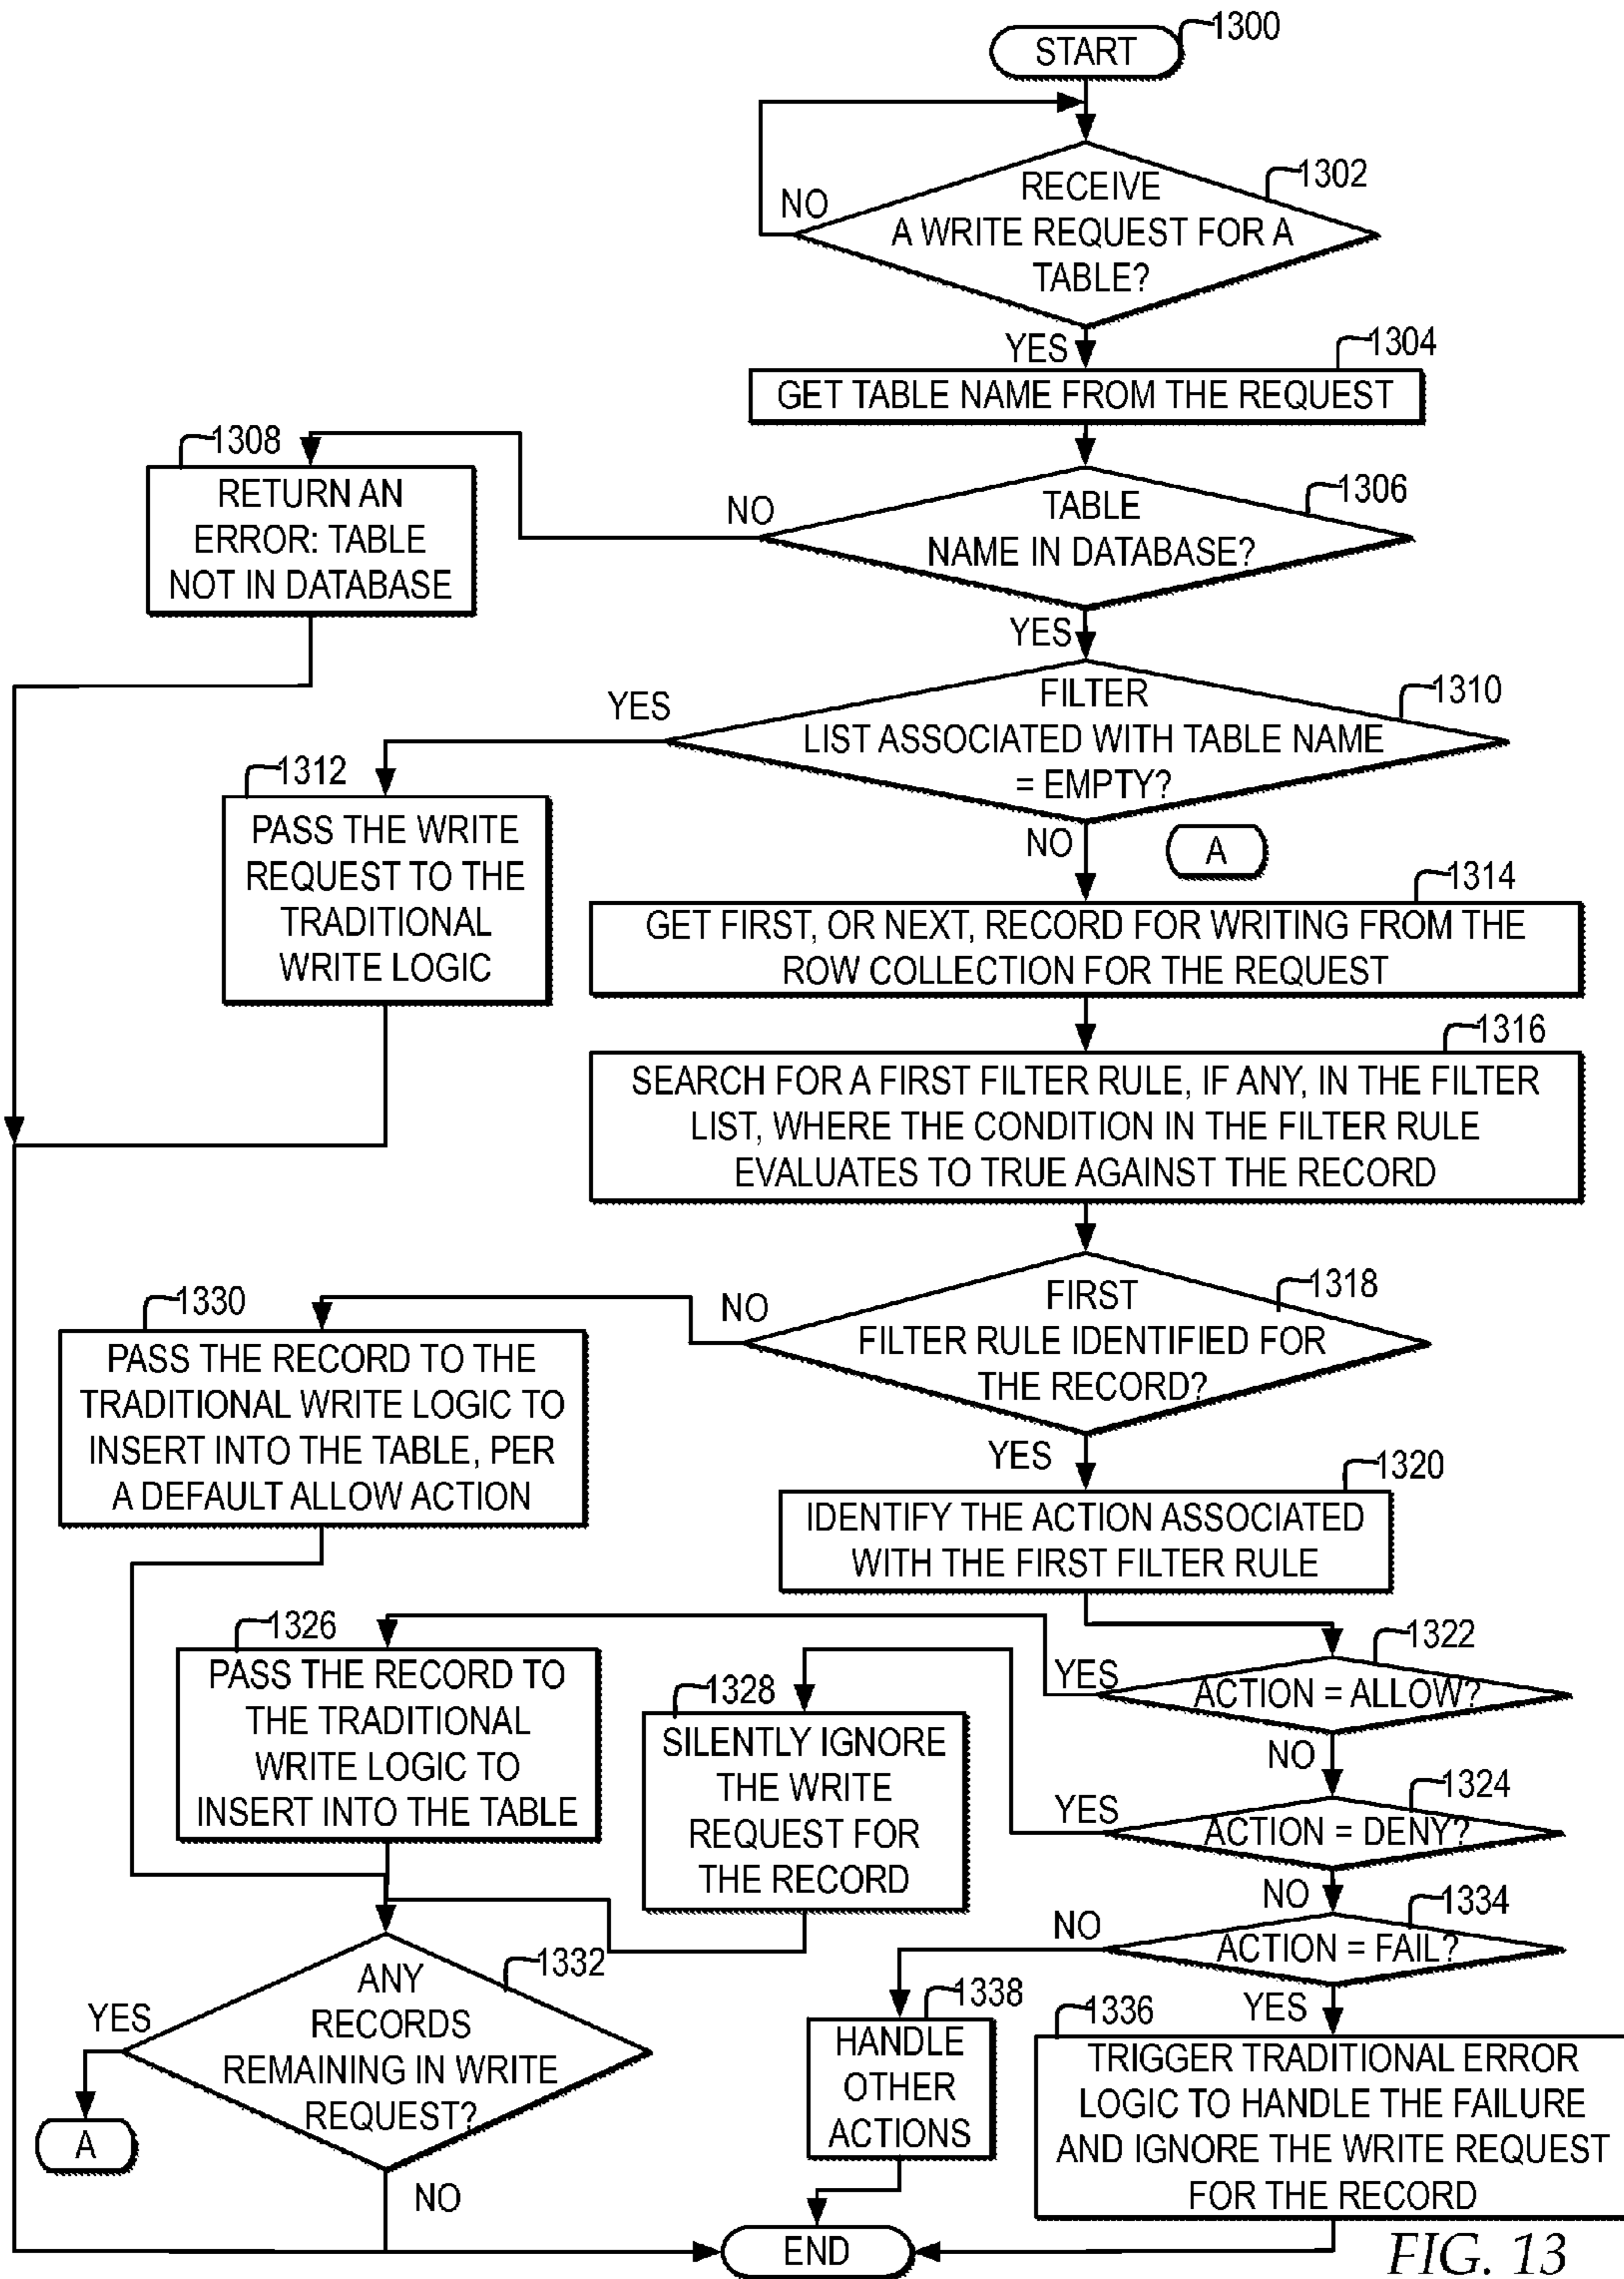 START
1300
RECEIVE
A WRITE REQUEST FOR A
TABLE?
1302
NO
YES
1304
GET TABLE NAME FROM THE REQUEST
1308
RETURN AN
ERROR: TABLE
NOT IN DATABASE
NO
TABLE
NAME IN DATABASE?
1306
YES
YES
FILTER
LIST ASSOCIATED WITH TABLE NAME
= EMPTY?
1310
1312
PASS THE WRITE
REQUEST TO THE
TRADITIONAL
WRITE LOGIC
NO
A
1314
GET FIRST, OR NEXT, RECORD FOR WRITING FROM THE
ROW COLLECTION FOR THE REQUEST
1316
SEARCH FOR A FIRST FILTER RULE, IF ANY, IN THE FILTER
LIST, WHERE THE CONDITION IN THE FILTER RULE
EVALUATES TO TRUE AGAINST THE RECORD
1318
FIRST
FILTER RULE IDENTIFIED FOR
THE RECORD?
NO
1330
PASS THE RECORD TO THE
TRADITIONAL WRITE LOGIC TO
INSERT INTO THE TABLE, PER
A DEFAULT ALLOW ACTION
YES
1320
IDENTIFY THE ACTION ASSOCIATED
WITH THE FIRST FILTER RULE
1326
PASS THE RECORD TO
THE TRADITIONAL
WRITE LOGIC TO
INSERT INTO THE TABLE
1322
YES
ACTION = ALLOW?
NO
1328
SILENTLY IGNORE
THE WRITE
REQUEST FOR
THE RECORD
1324
YES
ACTION = DENY?
NO
1334
NO
ACTION = FAIL?
YES
1332
ANY
RECORDS
REMAINING IN WRITE
REQUEST?
YES
A
NO
1338
HANDLE
OTHER
ACTIONS
1336
TRIGGER TRADITIONAL ERROR
LOGIC TO HANDLE THE FAILURE
AND IGNORE THE WRITE REQUEST
FOR THE RECORD
END
FIG. 13